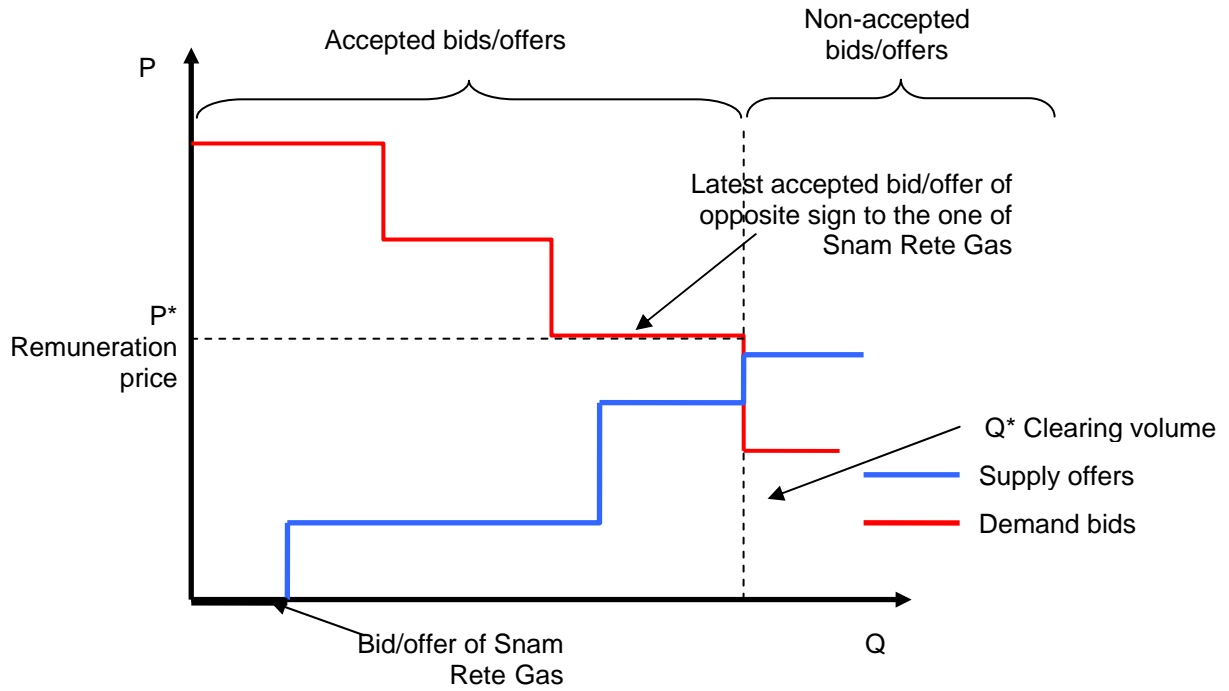 Accepted bids/offers
Non-accepted
bids/offers
P
Latest accepted bid/offer of
opposite sign to the one of
Snam Rete Gas
P*
Remuneration
price
Q* Clearing volume
Supply offers
Demand bids
Bid/offer of Snam
Rete Gas
Q